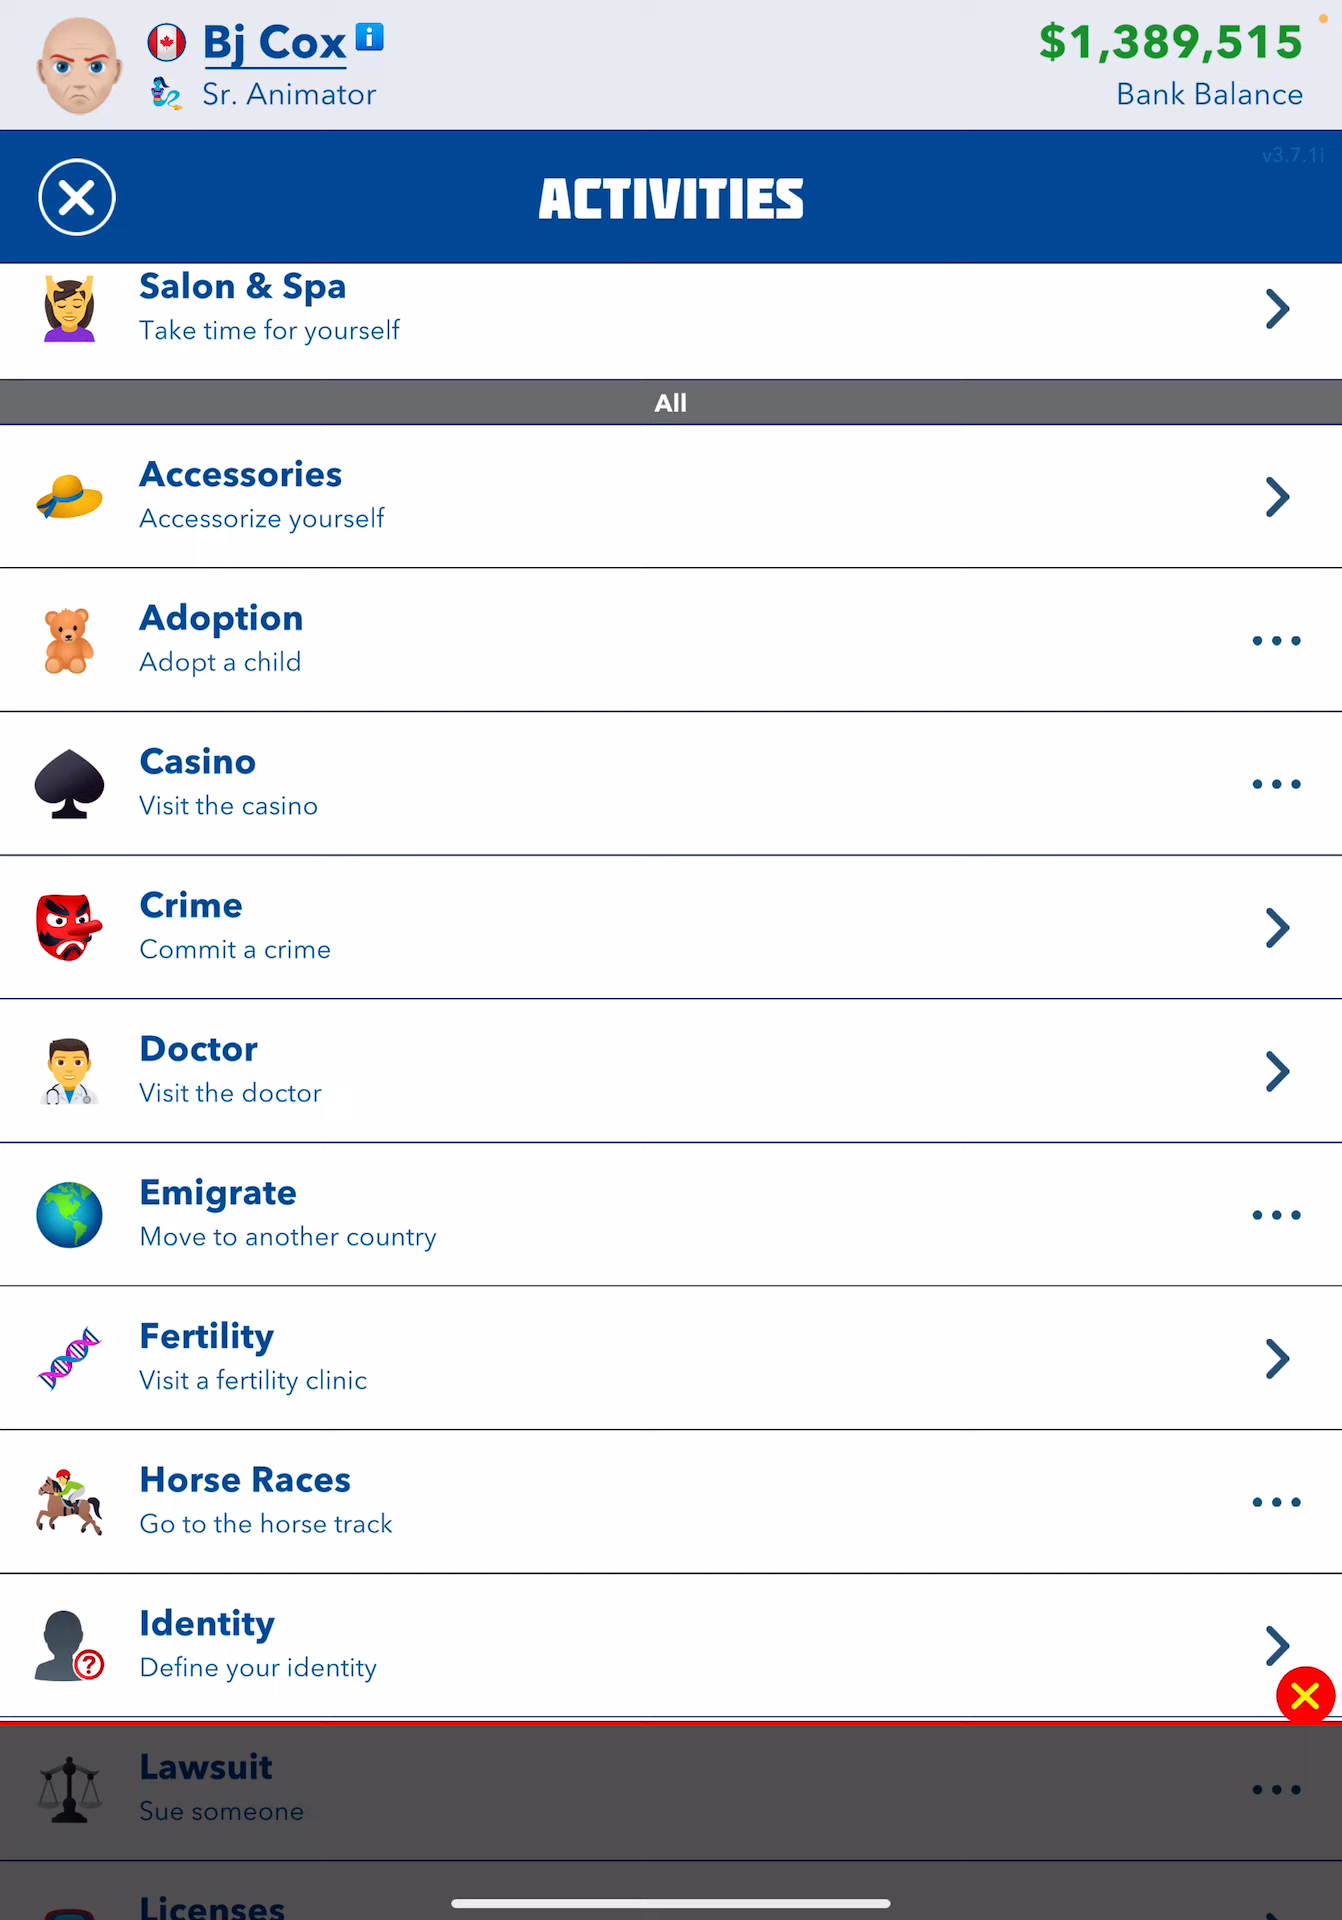 Bj Cox
$1,389,515
Sr. Animator
Bank Balance
v3.7.1i
ACTIVITIES
Salon & Spa
Take time for yourself
All
Accessories
Accessorize yourself
Adoption
Adopt a child
Casino
Visit the casino
Crime
Commit a crime
Doctor
Visit the doctor
Emigrate
Move to another country
Fertility
Visit a fertility clinic
Horse Races
Go to the horse track
Identity
Define your identity
Lawsuit
Sue someone
Licenses